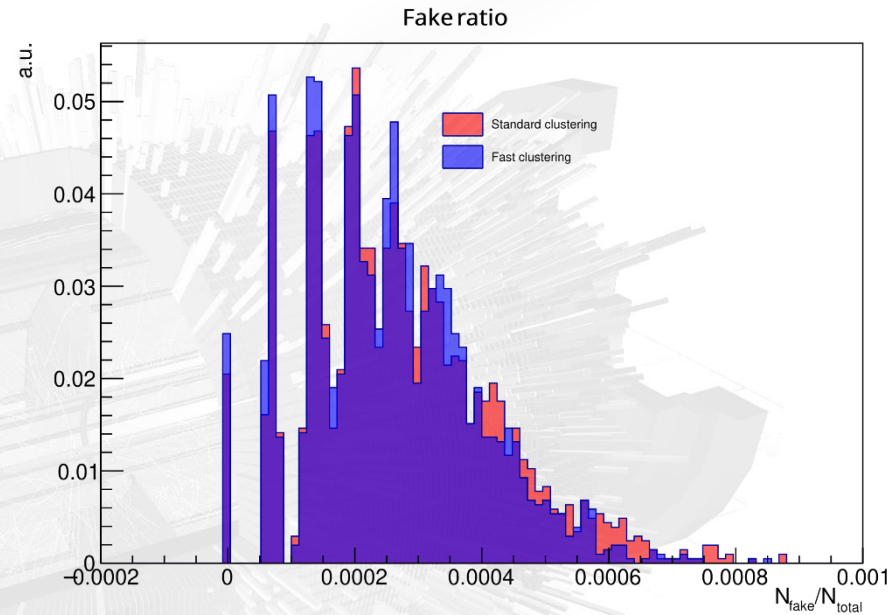 Fake ratio
a.u.
0.05
0.04
0.03
0.02
0.01
0
Standard clustering
Fast clustering
−0.0002
0
0.0002
0.0004
0.0006
0.0008
0.001
N_fake/N_total